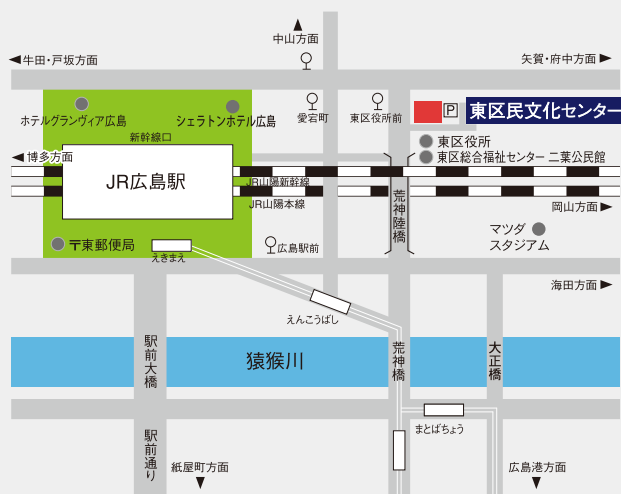 中山方面
牛田・戸坂方面
矢賀・府中方面
ホテルグランヴィア広島
シェラトンホテル広島
愛宕町
東区役所前
P
東区民文化センター
新幹線口
東区役所
東区総合福祉センター 二葉公民館
博多方面
JR広島駅
JR山陽新幹線
JR山陽本線
荒神陸橋
岡山方面
マツダ
スタジアム
〒東郵便局
えきまえ
広島駅前
海田方面
えんこうばし
駅前大橋
猿猴川
荒神橋
大正橋
まとばちょう
駅前通り
紙屋町方面
広島港方面